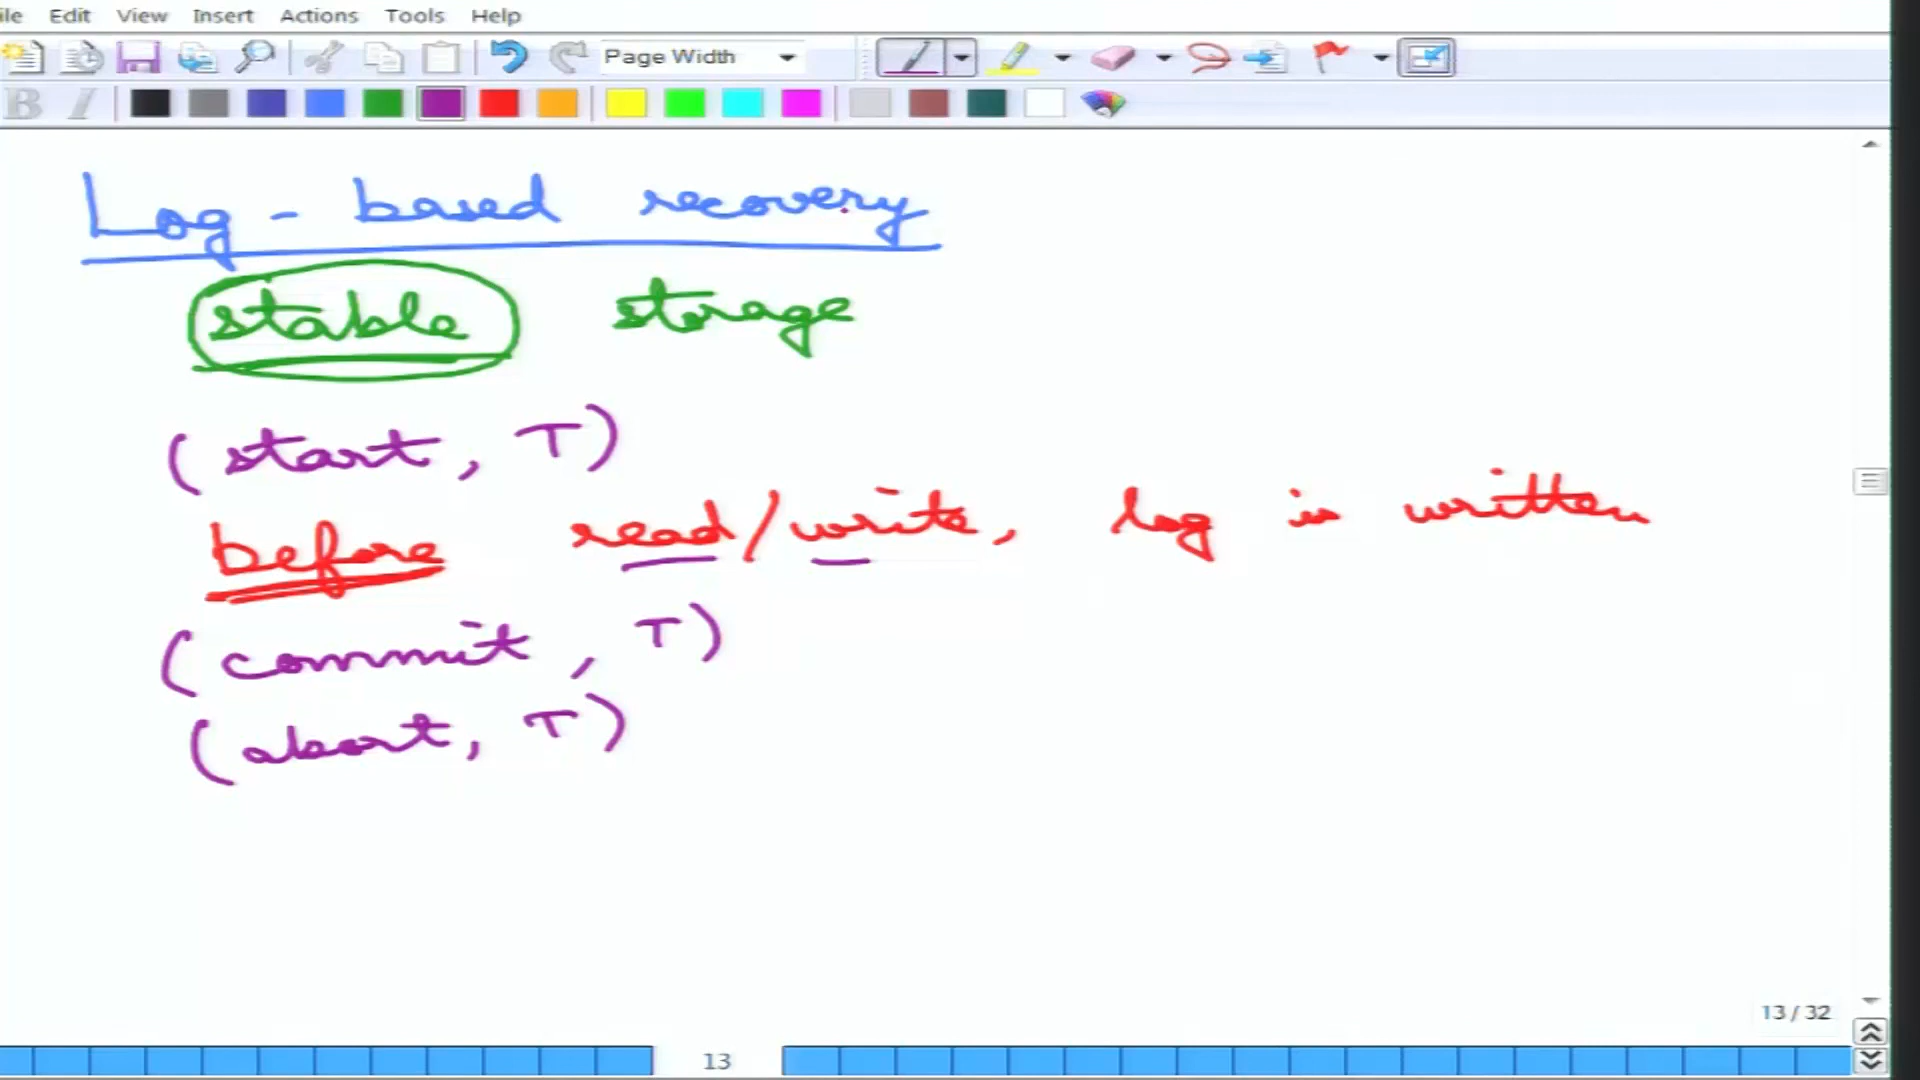 ile Edit View Insert Actions Tools Help
Page Width
B I
Log - based recovery
stable storage
(start, T)
before read/write, log is written
(commit, T)
(abort, T)
13 / 32
13